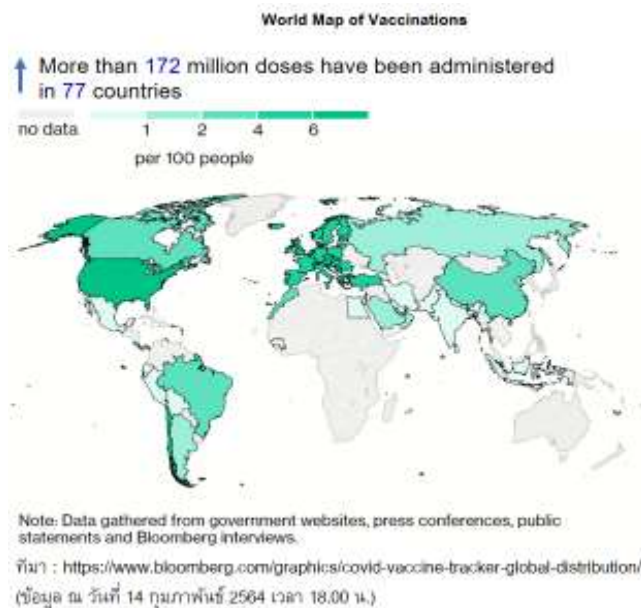 World Map of Vaccinations
More than 172 million doses have been administered
in 77 countries
no data 1 2 4 6
per 100 people
Note: Data gathered from government websites, press conferences, public
statements and Bloomberg interviews.
ที่มา : https://www.bloomberg.com/graphics/covid-vaccine-tracker-global-distribution/
(ข้อมูล ณ วันที่ 14 กุมภาพันธ์ 2564 เวลา 18.00 น.)